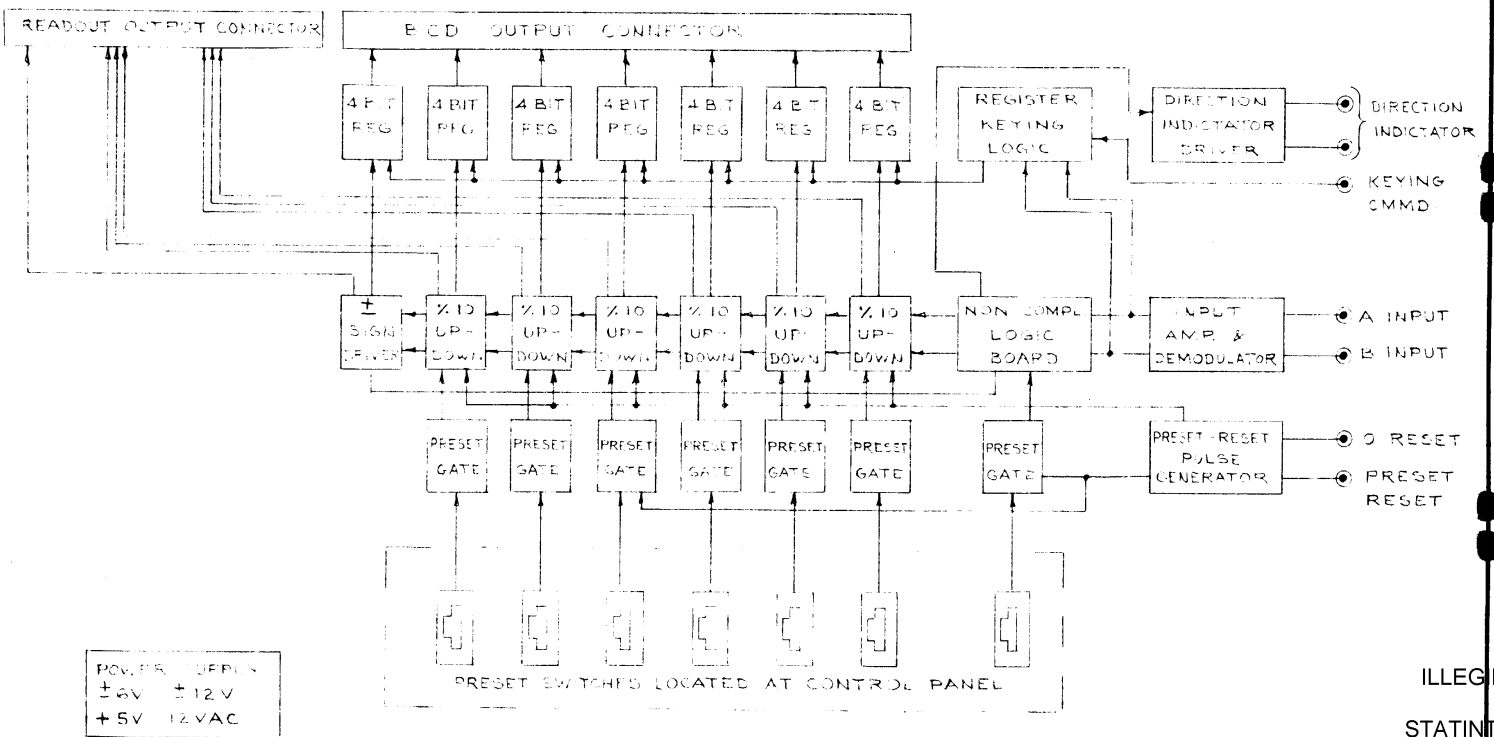 READOUT OUTPUT CONNECTOR
BCD OUTPUT CONNECTOR
4 BIT
REG
4 BIT
REG
4 BIT
REG
4 BIT
REG
4 BIT
REG
4 BIT
REG
4 BIT
REG
REGISTER
KEYING
LOGIC
DIRECTION
INDICTATOR
DRIVER
DIRECTION
INDICTATOR
KEYING
CMMD
±
SIGN
DRIVER
% 10
UP-
DOWN
% 10
UP-
DOWN
% 10
UP-
DOWN
% 10
UP-
DOWN
% 10
UP-
DOWN
% 10
UP-
DOWN
NON COMPL
LOGIC
BOARD
INPUT
AMP. &
DEMODULATOR
A INPUT
B INPUT
PRESET
GATE
PRESET
GATE
PRESET
GATE
PRESET
GATE
PRESET
GATE
PRESET
GATE
PRESET
GATE
PRESET-RESET
PULSE
GENERATOR
O RESET
PRESET
RESET
PRESET SWITCHES LOCATED AT CONTROL PANEL
POWER SUPPLY
±6V ±12V
+5V 12VAC